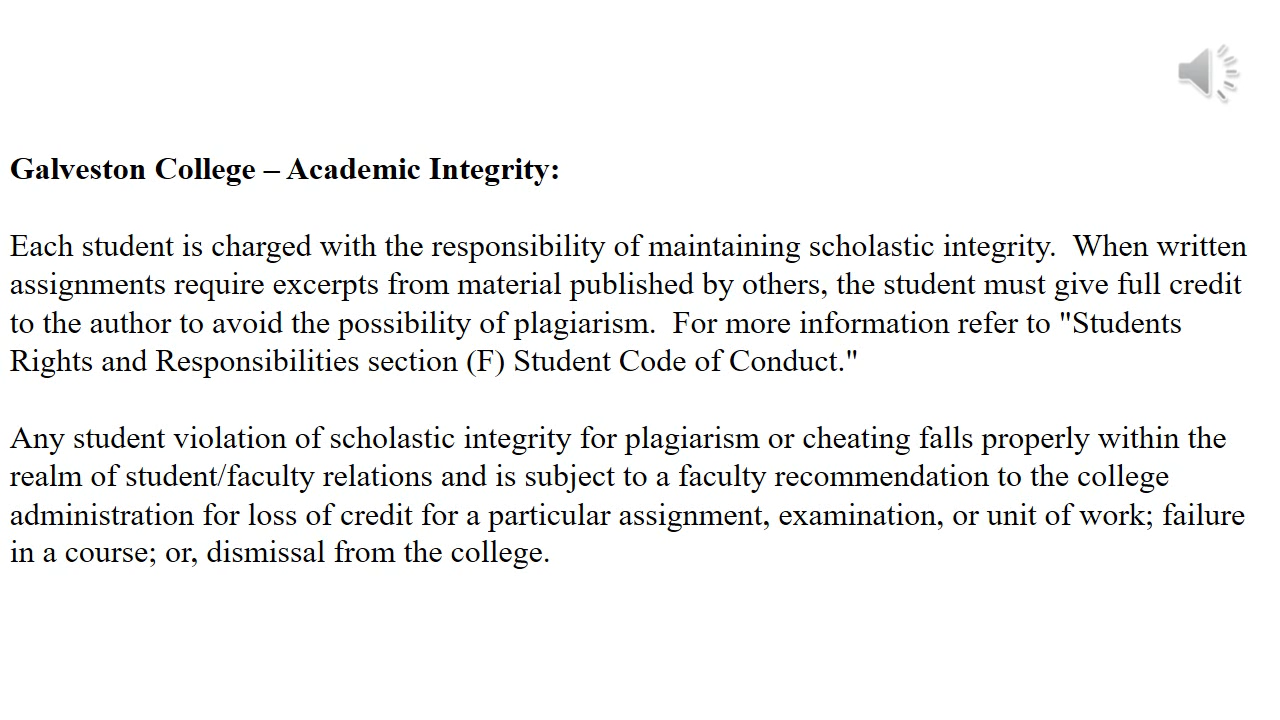 Galveston College – Academic Integrity:
Each student is charged with the responsibility of maintaining scholastic integrity.  When written
assignments require excerpts from material published by others, the student must give full credit
to the author to avoid the possibility of plagiarism.  For more information refer to "Students
Rights and Responsibilities section (F) Student Code of Conduct."
Any student violation of scholastic integrity for plagiarism or cheating falls properly within the
realm of student/faculty relations and is subject to a faculty recommendation to the college
administration for loss of credit for a particular assignment, examination, or unit of work; failure
in a course; or, dismissal from the college.